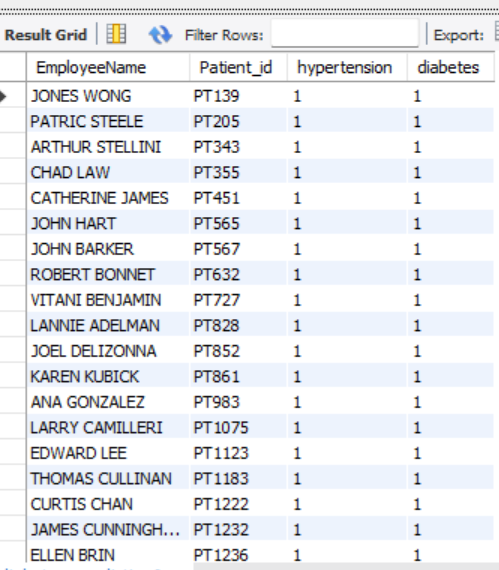 Result Grid Filter Rows: Export:
EmployeeName Patient_id hypertension diabetes
JONES WONG PT139 1 1
PATRIC STEELE PT205 1 1
ARTHUR STELLINI PT343 1 1
CHAD LAW PT355 1 1
CATHERINE JAMES PT451 1 1
JOHN HART PT565 1 1
JOHN BARKER PT567 1 1
ROBERT BONNET PT632 1 1
VITANI BENJAMIN PT727 1 1
LANNIE ADELMAN PT828 1 1
JOEL DELIZONNA PT852 1 1
KAREN KUBICK PT861 1 1
ANA GONZALEZ PT983 1 1
LARRY CAMILLERI PT1075 1 1
EDWARD LEE PT1123 1 1
THOMAS CULLINAN PT1183 1 1
CURTIS CHAN PT1222 1 1
JAMES CUNNINGH... PT1232 1 1
ELLEN BRIN PT1236 1 1